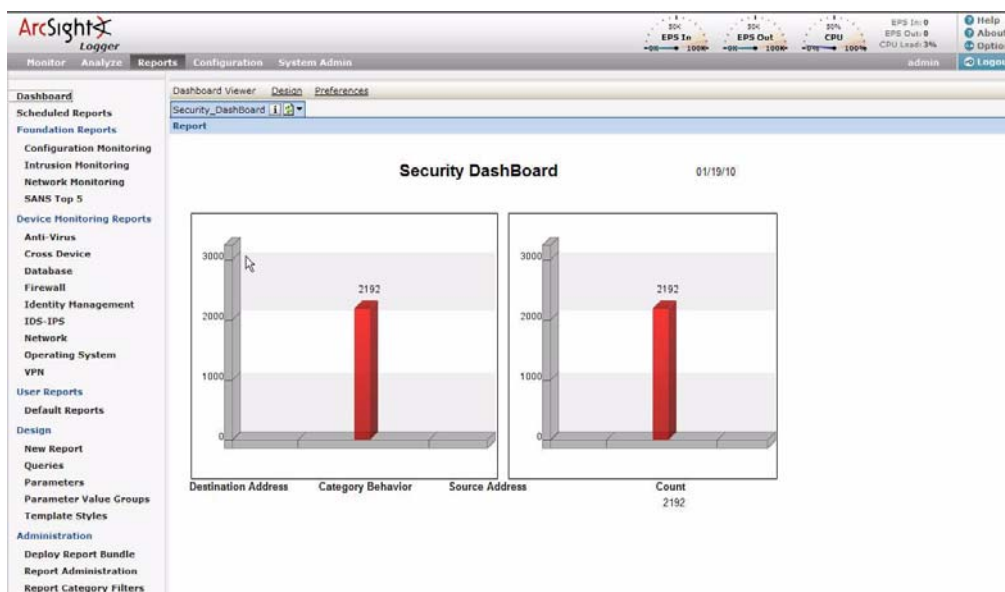 ArcSight
Logger
EPS In
EPS Out
CPU
EPS In: 0
EPS Out: 0
CPU Load: 3%
Help
About
Optio
Monitor Analyze Reports Configuration System Admin
admin
Logou
Dashboard
Scheduled Reports
Foundation Reports
Configuration Monitoring
Intrusion Monitoring
Network Monitoring
SANS Top 5
Device Monitoring Reports
Anti-Virus
Cross Device
Database
Firewall
Identity Management
IDS-IPS
Network
Operating System
VPN
User Reports
Default Reports
Design
New Report
Queries
Parameters
Parameter Value Groups
Template Styles
Administration
Deploy Report Bundle
Report Administration
Report Category Filters
Dashboard Viewer Design Preferences
Security_DashBoard
Report
Security DashBoard 01/19/10
3000
2000
1000
0
2192
3000
2000
1000
0
2192
Destination Address Category Behavior Source Address Count
2192